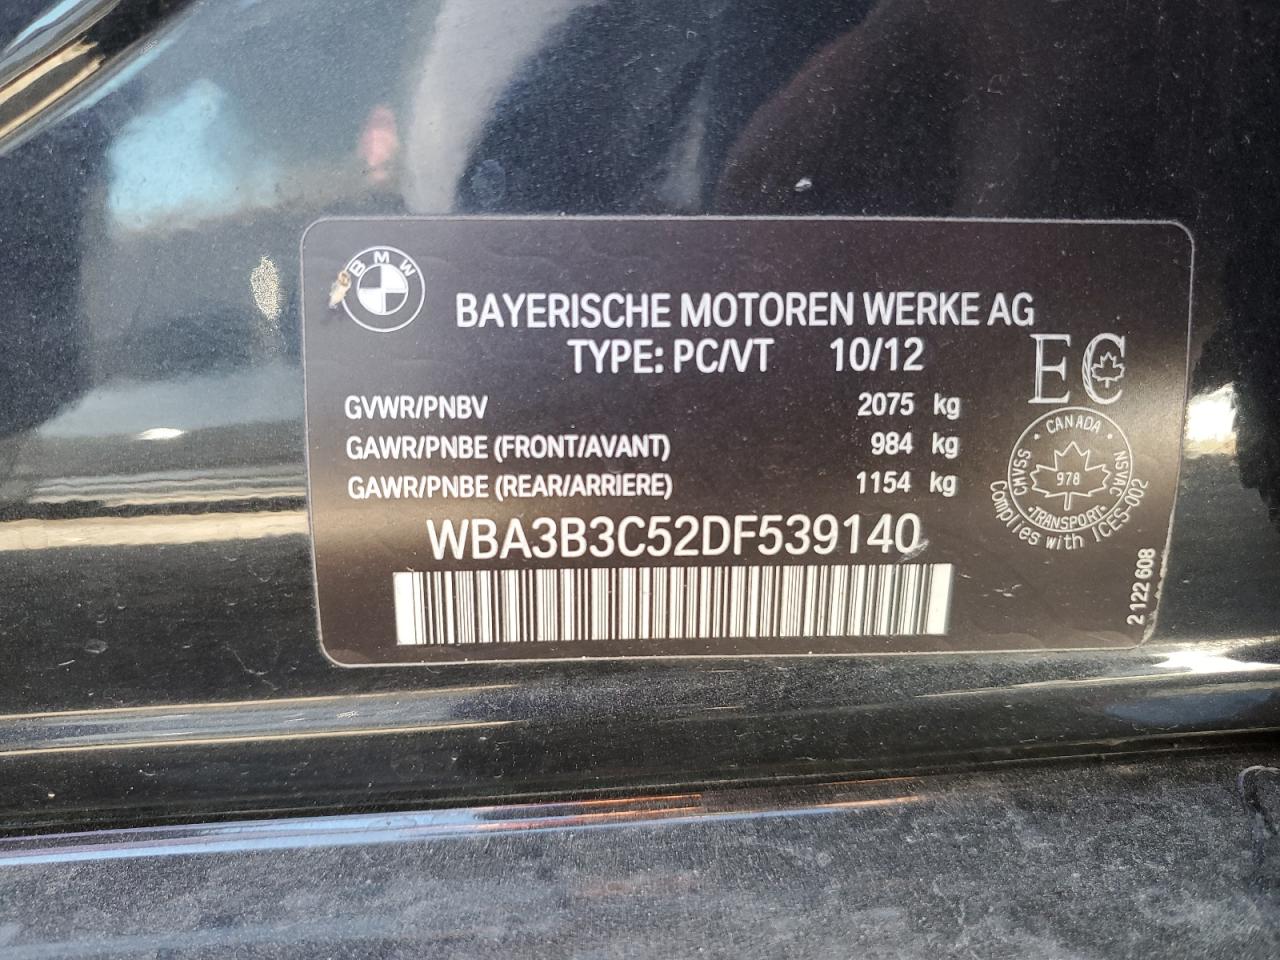 BMW
BAYERISCHE MOTOREN WERKE AG
TYPE: PC/VT 10/12
EC
GVWR/PNBV 2075 kg
GAWR/PNBE (FRONT/AVANT) 984 kg
GAWR/PNBE (REAR/ARRIERE) 1154 kg
CANADA
CMVSS 978 NSVAC
TRANSPORT
Complies with ICES-002
WBA3B3C52DF539140
2 122 608